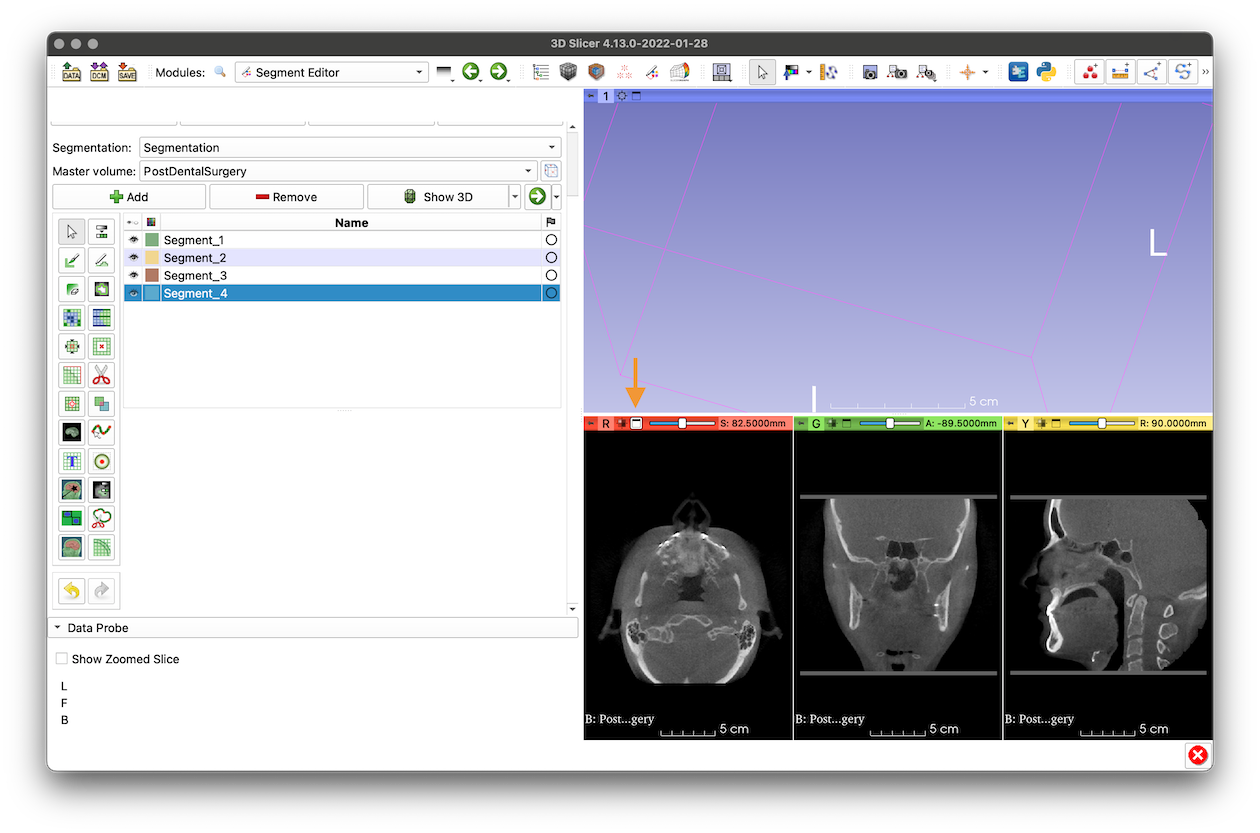 3D Slicer 4.13.0-2022-01-28
DATA DCM SAVE Modules: Segment Editor »
1
Segmentation: Segmentation
Master volume: PostDentalSurgery
Add Remove Show 3D
Name
Segment_1
Segment_2
Segment_3
Segment_4
T
L
I
5 cm
R S: 82.5000mm
G A: -89.5000mm
Y R: 90.0000mm
B: Post...gery 5 cm
B: Post...gery 5 cm
B: Post...gery 5 cm
Data Probe
Show Zoomed Slice
L
F
B